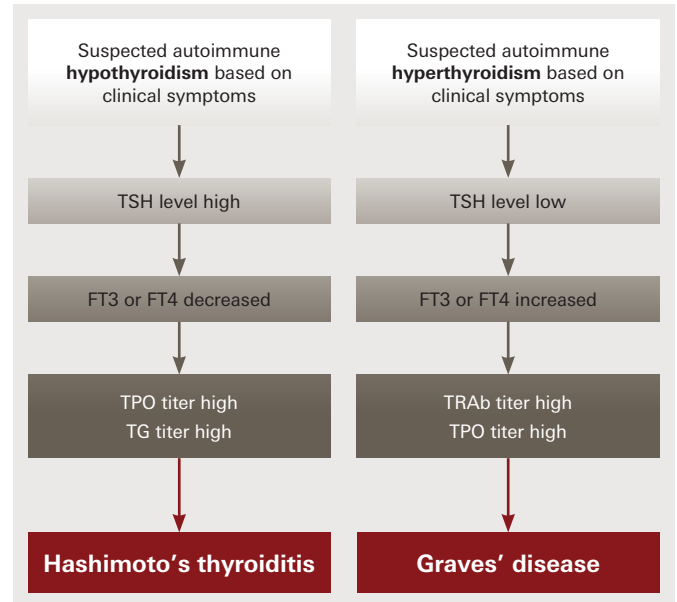 Suspected autoimmune
hypothyroidism based on
clinical symptoms
TSH level high
FT3 or FT4 decreased
TPO titer high
TG titer high
Hashimoto's thyroiditis
Suspected autoimmune
hyperthyroidism based on
clinical symptoms
TSH level low
FT3 or FT4 increased
TRAb titer high
TPO titer high
Graves' disease